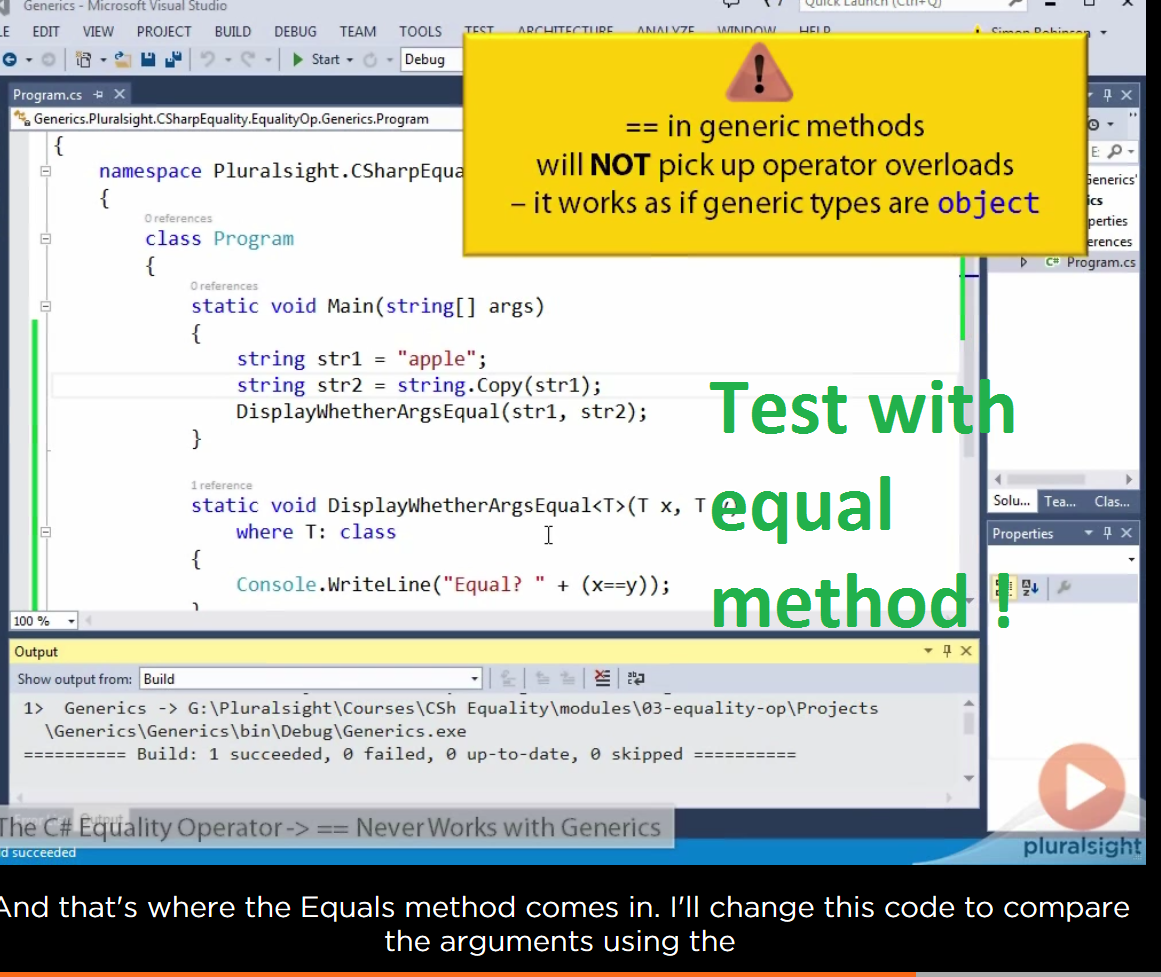 Generics - Microsoft Visual Studio
Quick Launch (Ctrl+Q)
EDIT VIEW PROJECT BUILD DEBUG TEAM TOOLS TEST ARCHITECTURE ANALYZE WINDOW HELP
Simon Robinson
Start Debug
Program.cs
Generics.Pluralsight.CSharpEquality.EqualityOp.Generics.Program
== in generic methods
will NOT pick up operator overloads
– it works as if generic types are object
{
namespace Pluralsight.CSharpEqua
{
0 references
class Program
{
0 references
static void Main(string[] args)
{
string str1 = "apple";
string str2 = string.Copy(str1);
DisplayWhetherArgsEqual(str1, str2);
}
1 reference
static void DisplayWhetherArgsEqual<T>(T x, T y)
where T: class
{
Console.WriteLine("Equal? " + (x==y));
}
Test with
equal
method !
Generics'
ics
perties
erences
C# Program.cs
Solu... Tea... Clas...
Properties
100 %
Output
Show output from: Build
1> Generics -> G:\Pluralsight\Courses\CSh Equality\modules\03-equality-op\Projects
\Generics\Generics\bin\Debug\Generics.exe
========== Build: 1 succeeded, 0 failed, 0 up-to-date, 0 skipped ==========
Output
The C# Equality Operator -> == Never Works with Generics
d succeeded
pluralsight
And that's where the Equals method comes in. I'll change this code to compare
the arguments using the